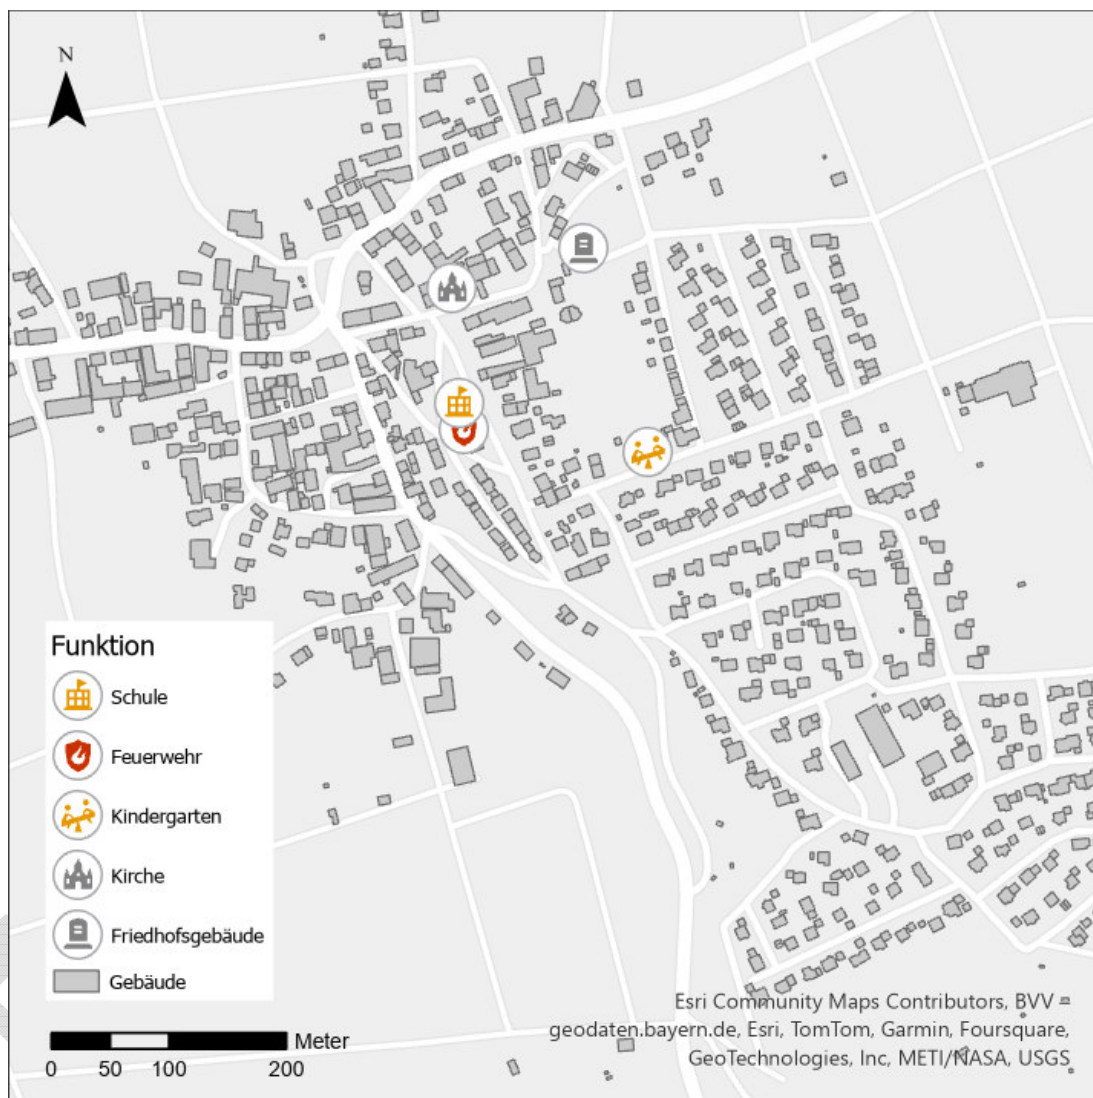 N
Funktion
Schule
Feuerwehr
Kindergarten
Kirche
Friedhofsgebäude
Gebäude
Meter
0 50 100 200
Esri Community Maps Contributors, BVV -
geodaten.bayern.de, Esri, TomTom, Garmin, Foursquare,
GeoTechnologies, Inc, METI/NASA, USGS